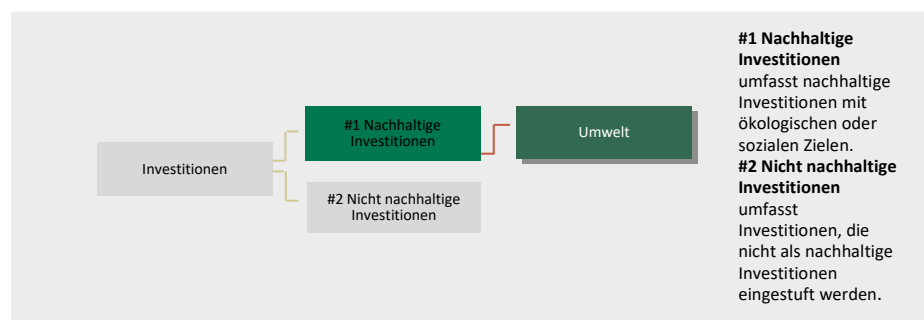 Investitionen
#1 Nachhaltige
Investitionen
Umwelt
#2 Nicht nachhaltige
Investitionen
#1 Nachhaltige
Investitionen
umfasst nachhaltige
Investitionen mit
ökologischen oder
sozialen Zielen.
#2 Nicht nachhaltige
Investitionen
umfasst
Investitionen, die
nicht als nachhaltige
Investitionen
eingestuft werden.